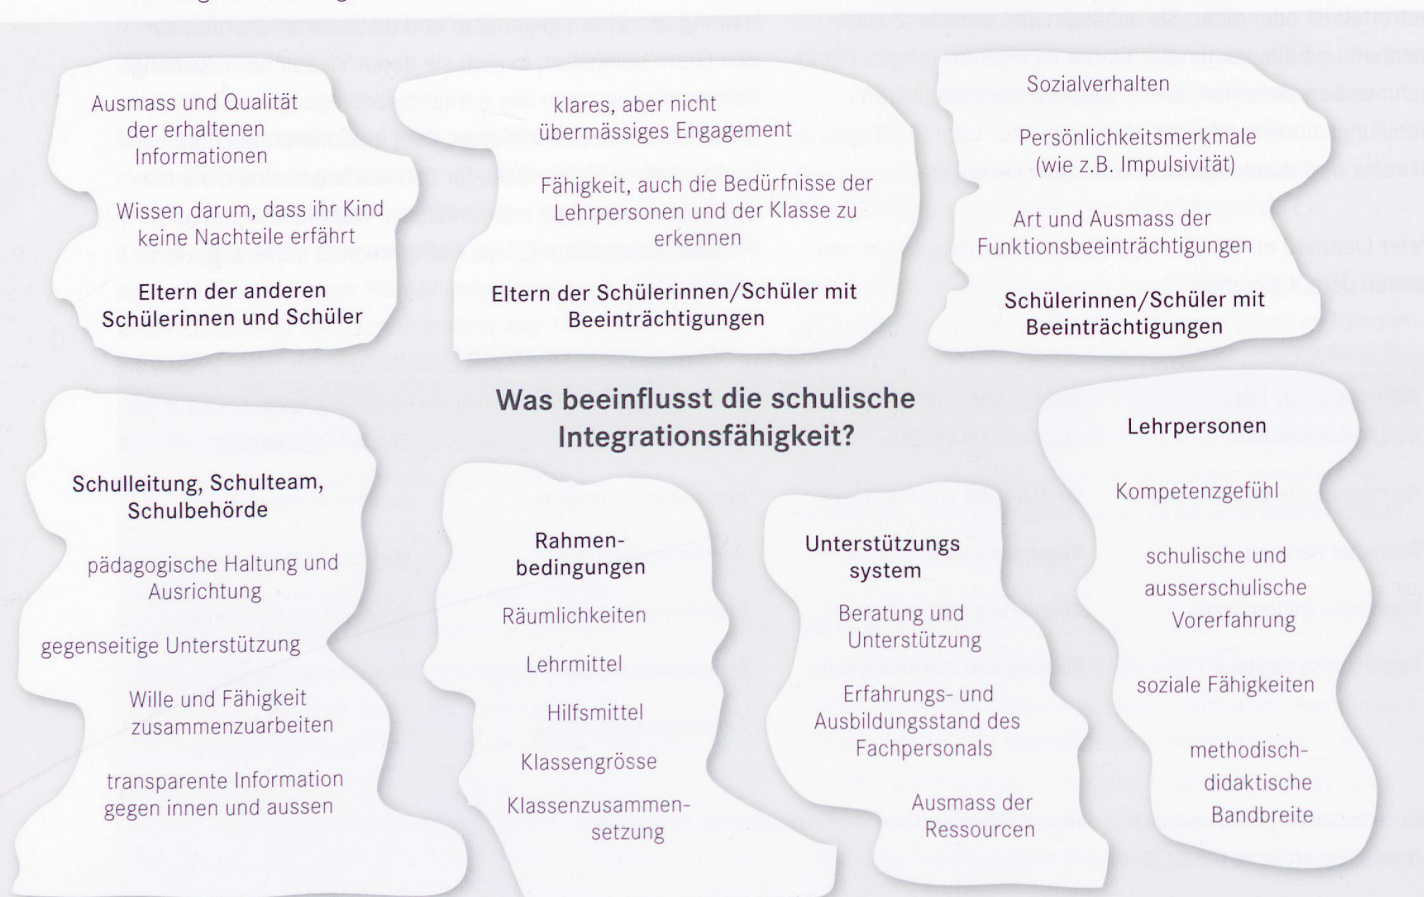 Ausmass und Qualität
der erhaltenen
Informationen
Wissen darum, dass ihr Kind
keine Nachteile erfährt
Eltern der anderen
Schülerinnen und Schüler
klares, aber nicht
übermässiges Engagement
Fähigkeit, auch die Bedürfnisse der
Lehrpersonen und der Klasse zu
erkennen
Eltern der Schülerinnen/Schüler mit
Beeinträchtigungen
Sozialverhalten
Persönlichkeitsmerkmale
(wie z.B. Impulsivität)
Art und Ausmass der
Funktionsbeeinträchtigungen
Schülerinnen/Schüler mit
Beeinträchtigungen
Was beeinflusst die schulische
Integrationsfähigkeit?
Schulleitung, Schulteam,
Schulbehörde
pädagogische Haltung und
Ausrichtung
gegenseitige Unterstützung
Wille und Fähigkeit
zusammenzuarbeiten
transparente Information
gegen innen und aussen
Rahmen-
bedingungen
Räumlichkeiten
Lehrmittel
Hilfsmittel
Klassengrösse
Klassenzusammen-
setzung
Unterstützungs
system
Beratung und
Unterstützung
Erfahrungs- und
Ausbildungsstand des
Fachpersonals
Ausmass der
Ressourcen
Lehrpersonen
Kompetenzgefühl
schulische und
ausserschulische
Vorerfahrung
soziale Fähigkeiten
methodisch-
didaktische
Bandbreite